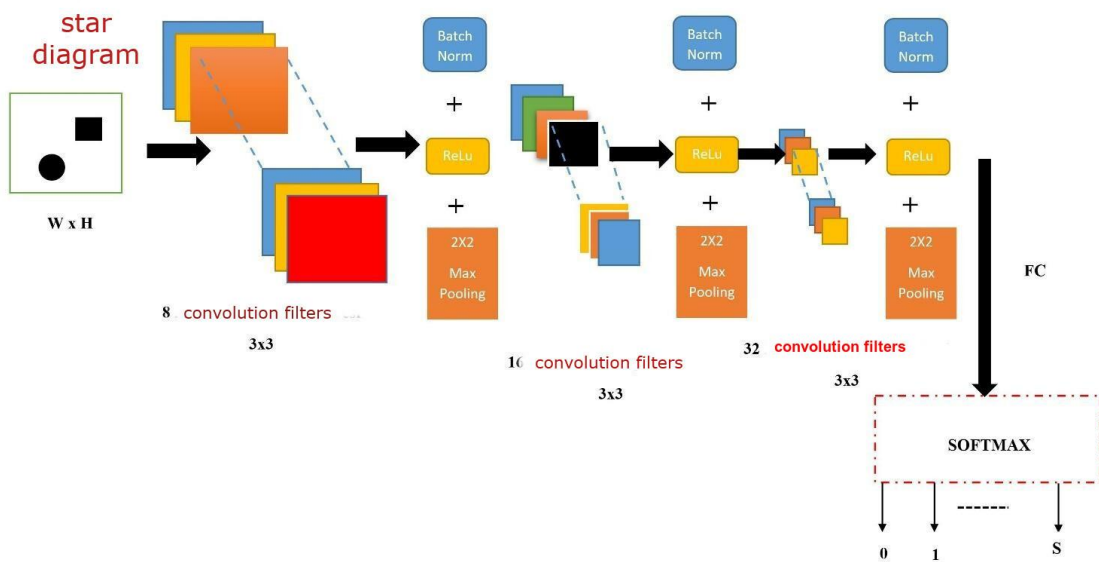 star
diagram
W x H
8 convolution filters
3x3
Batch
Norm
+
ReLu
+
2X2
Max
Pooling
16 convolution filters
3x3
Batch
Norm
+
ReLu
+
2X2
Max
Pooling
32 convolution filters
3x3
Batch
Norm
+
ReLu
+
2X2
Max
Pooling
FC
SOFTMAX
0 1 S